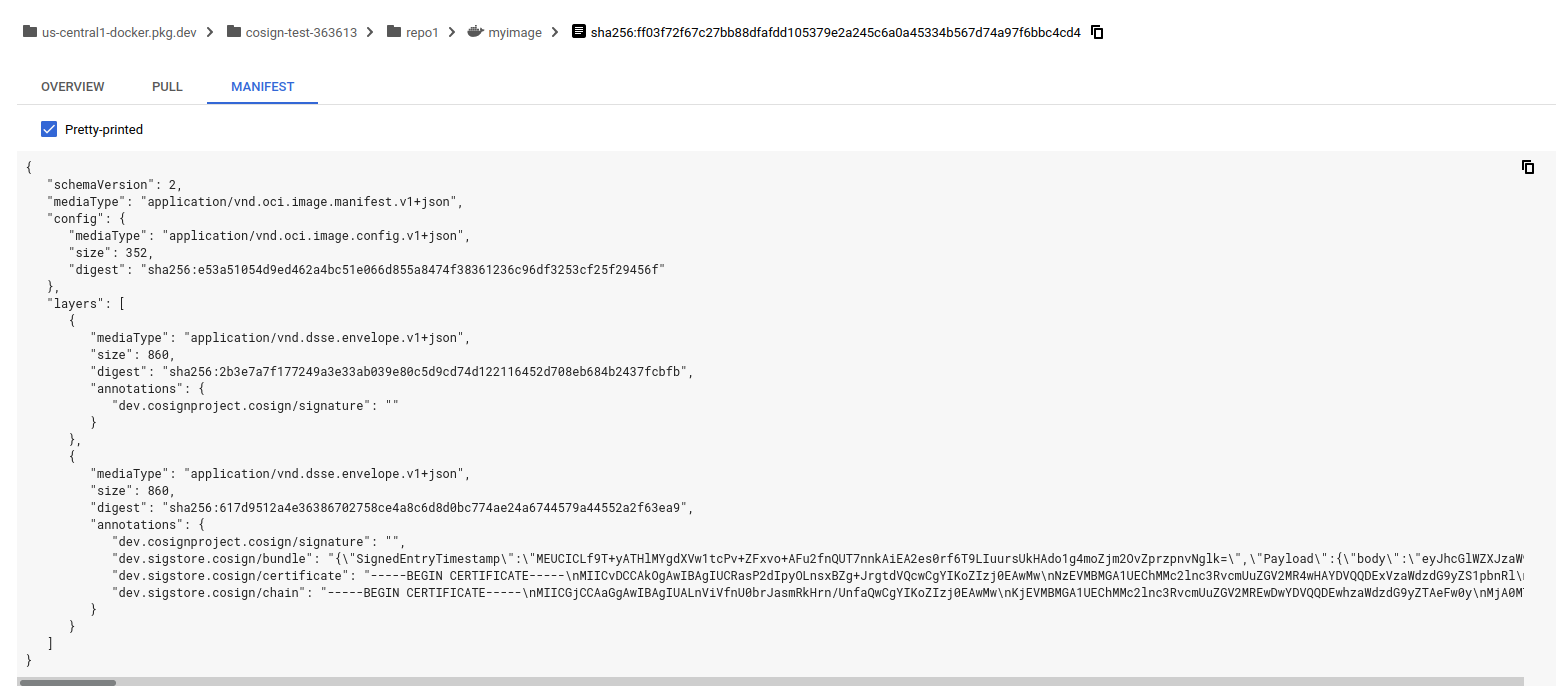 us-central1-docker.pkg.dev > cosign-test-363613 > repo1 > myimage > sha256:ff03f72f67c27bb88dfafdd105379e2a245c6a0a45334b567d74a97f6bbc4cd4
OVERVIEW PULL MANIFEST
Pretty-printed
{
   "schemaVersion": 2,
   "mediaType": "application/vnd.oci.image.manifest.v1+json",
   "config": {
      "mediaType": "application/vnd.oci.image.config.v1+json",
      "size": 352,
      "digest": "sha256:e53a51054d9ed462a4bc51e066d855a8474f38361236c96df3253cf25f29456f"
   },
   "layers": [
      {
         "mediaType": "application/vnd.dsse.envelope.v1+json",
         "size": 860,
         "digest": "sha256:2b3e7a7f177249a3e33ab039e80c5d9cd74d122116452d708eb684b2437fcbfb",
         "annotations": {
            "dev.cosignproject.cosign/signature": ""
         }
      },
      {
         "mediaType": "application/vnd.dsse.envelope.v1+json",
         "size": 860,
         "digest": "sha256:617d9512a4e36386702758ce4a8c6d8d0bc774ae24a6744579a44552a2f63ea9",
         "annotations": {
            "dev.cosignproject.cosign/signature": "",
            "dev.sigstore.cosign/bundle": "{\"SignedEntryTimestamp\":\"MEUCICLf9T+yATHlMYgdXVw1tcPv+ZFxvo+AFu2fnQUT7nnkAiEA2es0rf6T9LIuursUkHAdo1g4moZjm2OvZprzpnvNglk=\",\"Payload\":{\"body\":\"eyJhcGlWZXJzaW
            "dev.sigstore.cosign/certificate": "-----BEGIN CERTIFICATE-----\nMIICvDCCAkOgAwIBAgIUCRasP2dIpyOLnsxBZg+JrgtdVQcwCgYIKoZIzj0EAwMw\nNzEVMBMGA1UEChMMc2lnc3RvcmUuZGV2MR4wHAYDVQQDExVzaWdzdG9yZS1pbnRl\
            "dev.sigstore.cosign/chain": "-----BEGIN CERTIFICATE-----\nMIICGjCCAaGgAwIBAgIUALnViVfnU0brJasmRkHrn/UnfaQwCgYIKoZIzj0EAwMw\nKjEVMBMGA1UEChMMc2lnc3RvcmUuZGV2MREwDwYDVQQDEwhzaWdzdG9yZTAeFw0y\nMjA0M
         }
      }
   ]
}